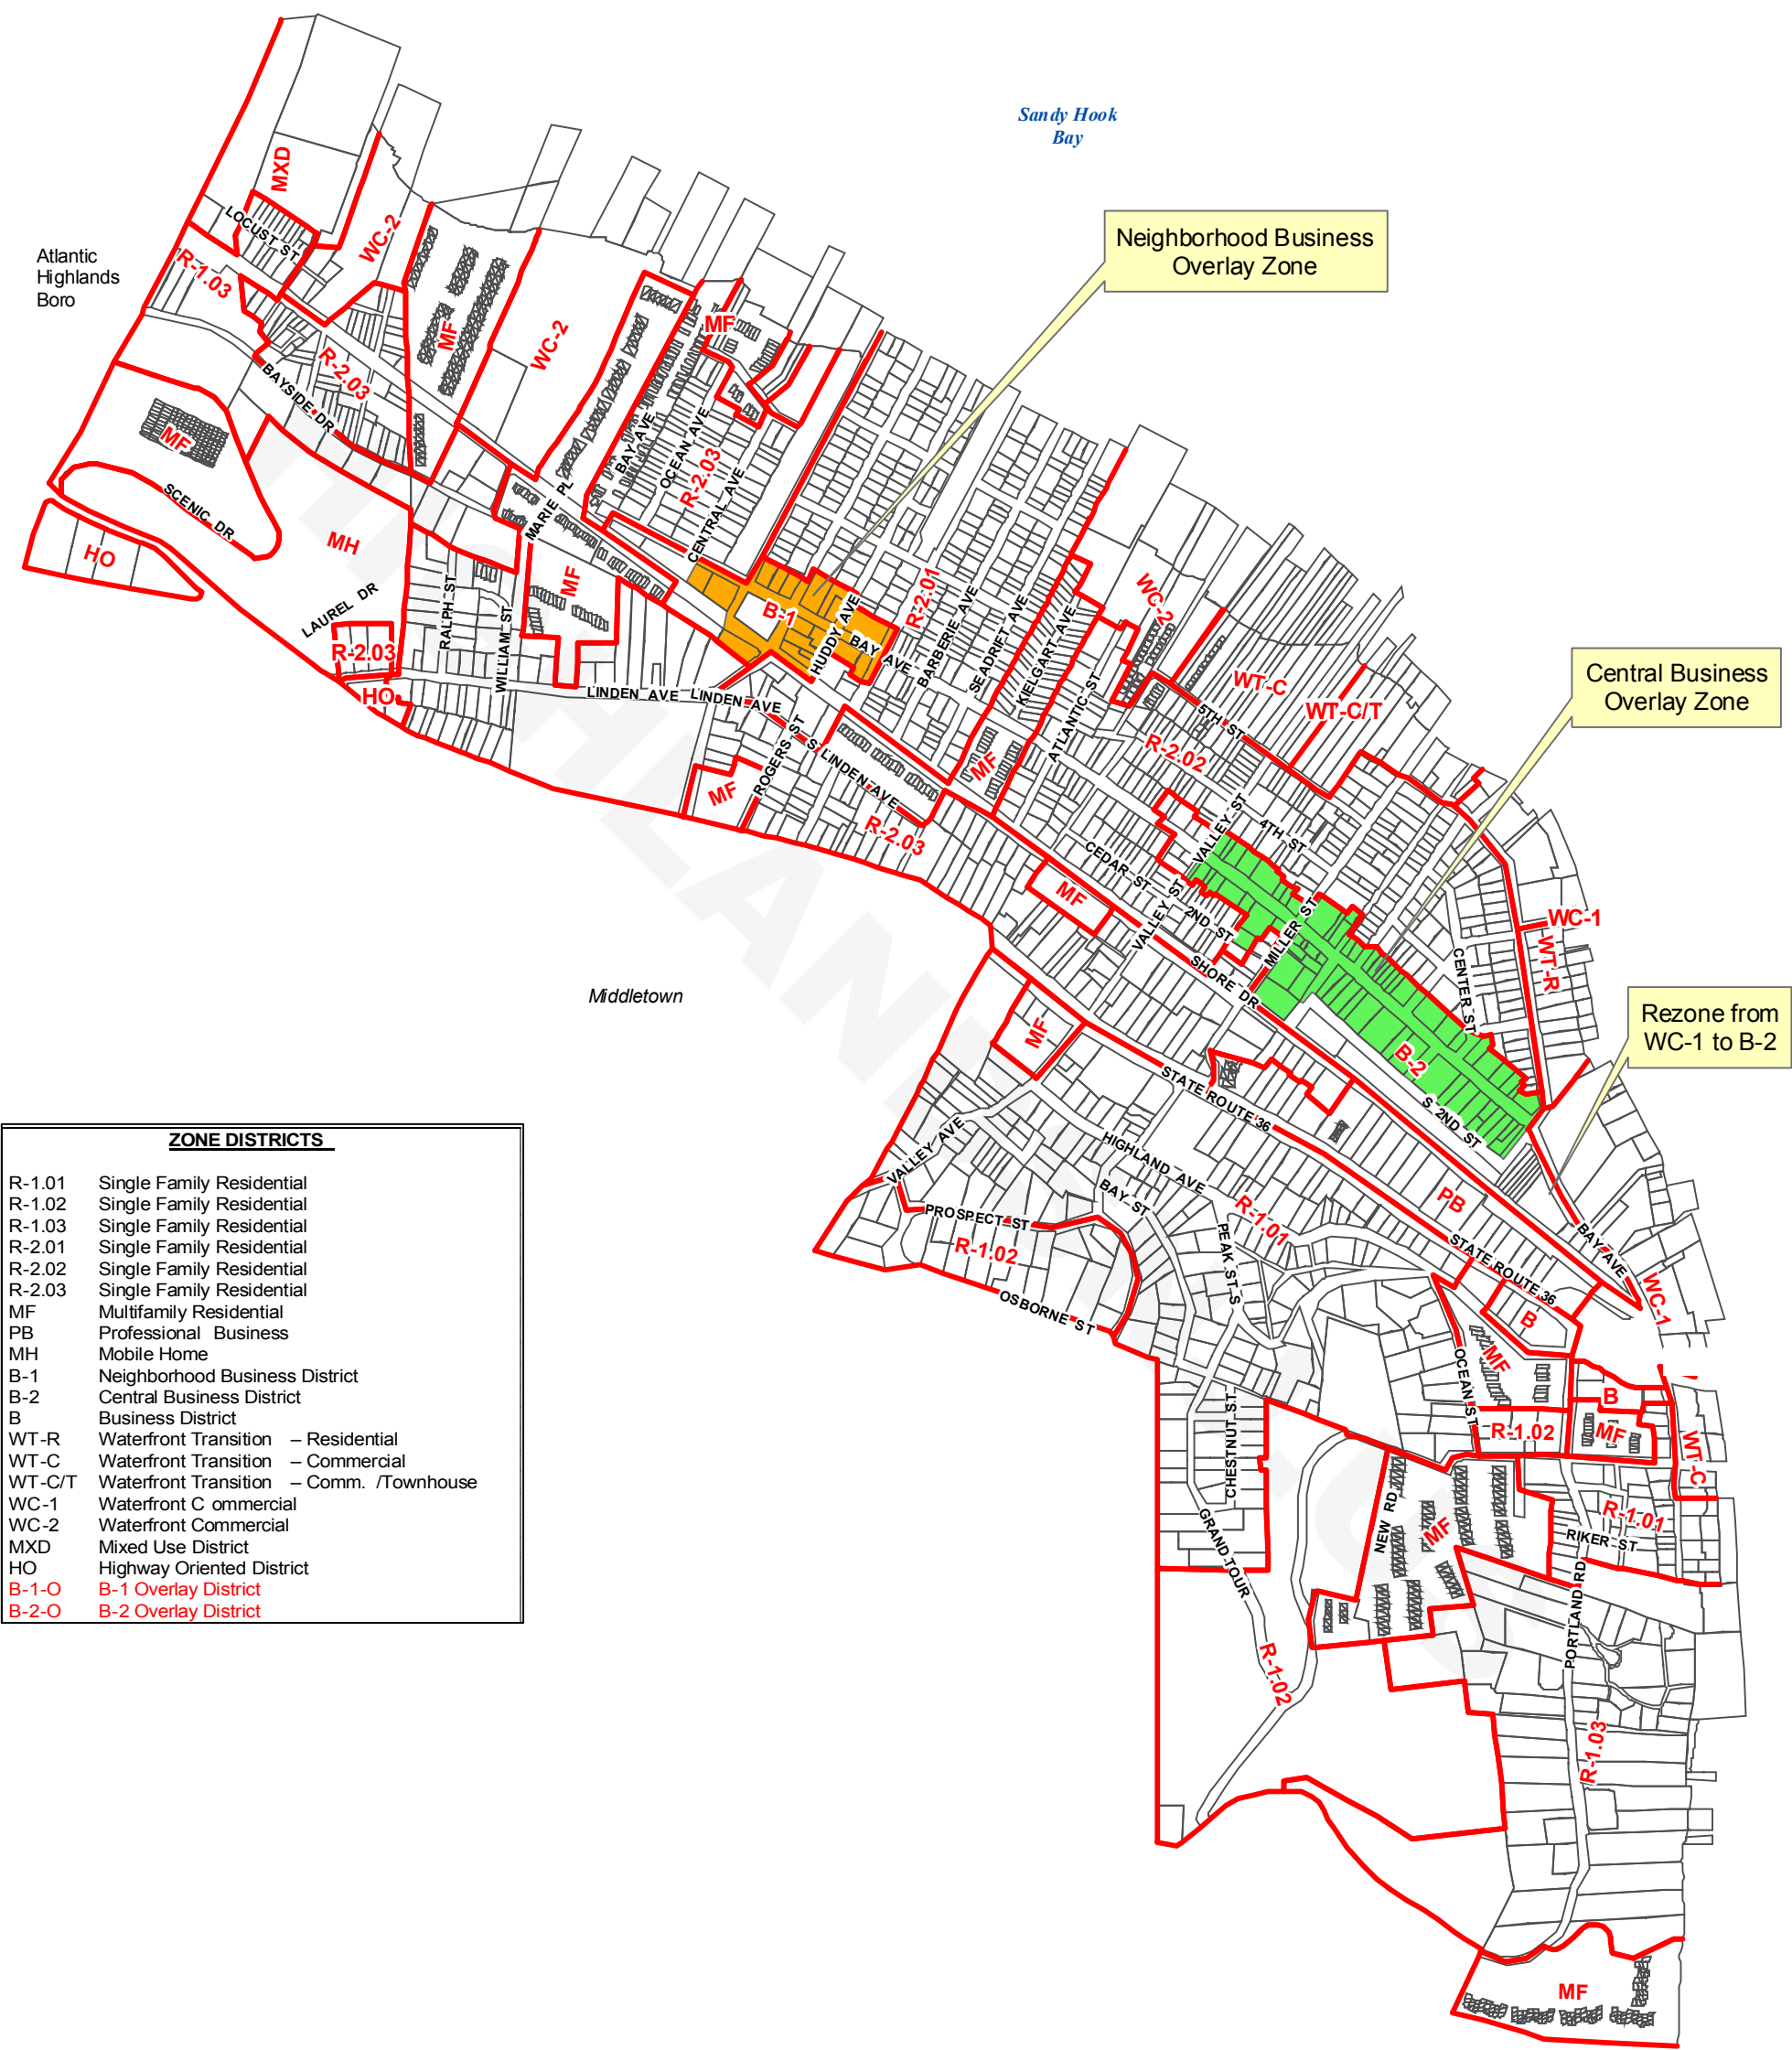 Sandy Hook
Bay
Neighborhood Business
Overlay Zone
Atlantic
Highlands
Boro
MXD
LOCUST ST
WC-2
R-1.03
MF
WC-2
MF
R-2.03
BAYSIDE DR
BAY AVE
OCEAN AVE
R-2.03
CENTRAL AVE
MF
SCENIC DR
MARIE PL
HO
MH
MF
LAUREL DR
RALPH ST
WILLIAM ST
R-2.03
HO
B-1
HUDDY AVE
BAY AVE
R-2.01
BARBERIE AVE
SEADRIFT AVE
KIELGART AVE
ATLANTIC ST
WC-2
LINDEN AVE
LINDEN AVE
ROGERS ST
S LINDEN AVE
MF
MF
R-2.03
WT-C
WT-C/T
5TH ST
R-2.02
Central Business
Overlay Zone
VALLEY ST
4TH ST
CEDAR ST
MF
VALLEY ST
2ND ST
MILLER ST
SHORE DR
CENTER ST
WC-1
WT-R
Middletown
MF
Rezone from
WC-1 to B-2
B-2
S 2ND ST
STATE ROUTE 36
HIGHLAND AVE
VALLEY AVE
BAY ST
PROSPECT ST
R-1.02
R-1.01
PEAK ST S
PB
STATE ROUTE 36
BAY AVE
WC-1
OSBORNE ST
B
MF
OCEAN ST
B
R-1.02
MF
WT-C
CHESTNUT ST
NEW RD
MF
R-1.01
RIKER ST
GRAND TOUR
PORTLAND RD
R-1.02
R-1.03
MF
ZONE DISTRICTS
R-1.01 Single Family Residential
R-1.02 Single Family Residential
R-1.03 Single Family Residential
R-2.01 Single Family Residential
R-2.02 Single Family Residential
R-2.03 Single Family Residential
MF Multifamily Residential
PB Professional Business
MH Mobile Home
B-1 Neighborhood Business District
B-2 Central Business District
B Business District
WT-R Waterfront Transition – Residential
WT-C Waterfront Transition – Commercial
WT-C/T Waterfront Transition – Comm. /Townhouse
WC-1 Waterfront C ommercial
WC-2 Waterfront Commercial
MXD Mixed Use District
HO Highway Oriented District
B-1-O B-1 Overlay District
B-2-O B-2 Overlay District